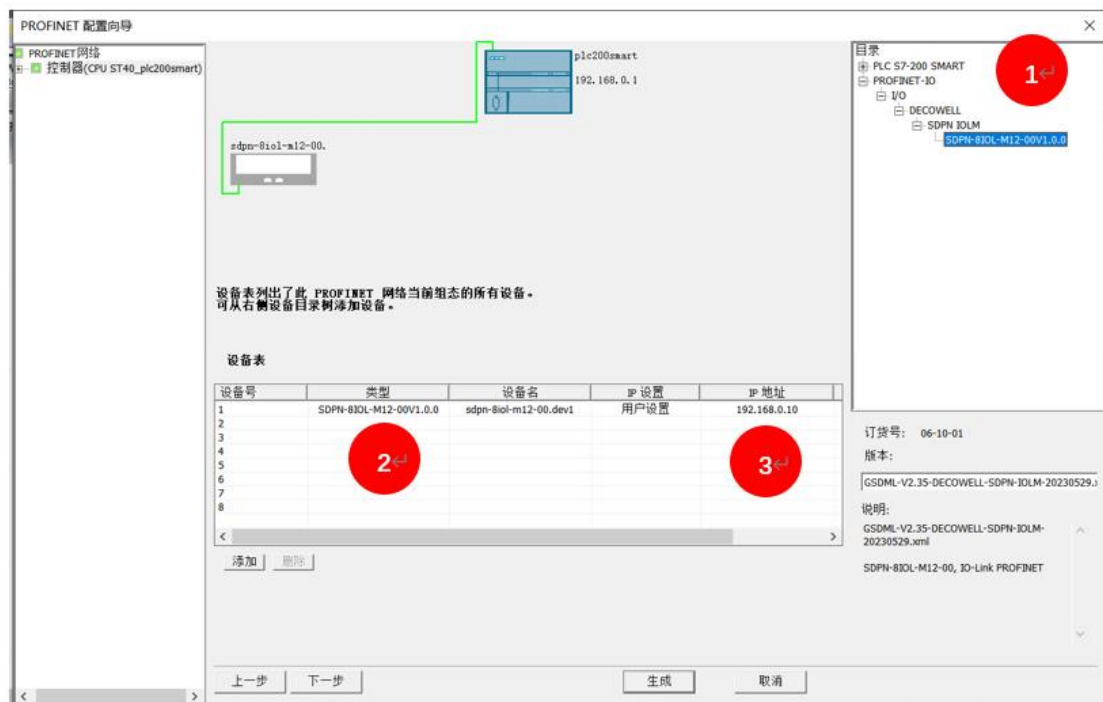 PROFINET 配置向导
PROFINET网络
控制器(CPU ST40_plc200smart)
plc200smart
192.168.0.1
sdpn-8iol-m12-00.
设备表列出了此 PROFINET 网络当前组态的所有设备。
可从右侧设备目录树添加设备。
设备表
设备号 类型 设备名 IP 设置 IP 地址
1 SDPN-8IOL-M12-00V1.0.0 sdpn-8iol-m12-00.dev1 用户设置 192.168.0.10
2
3
4
5
6
7
8
2
3
添加 删除
上一步 下一步 生成 取消
目录
PLC S7-200 SMART
PROFINET-IO
I/O
DECOWELL
SDPN IOLM
SDPN-8IOL-M12-00V1.0.0
1
订货号: 06-10-01
版本:
GSDML-V2.35-DECOWELL-SDPN-IOLM-20230529.
说明:
GSDML-V2.35-DECOWELL-SDPN-IOLM-
20230529.xml
SDPN-8IOL-M12-00, IO-Link PROFINET